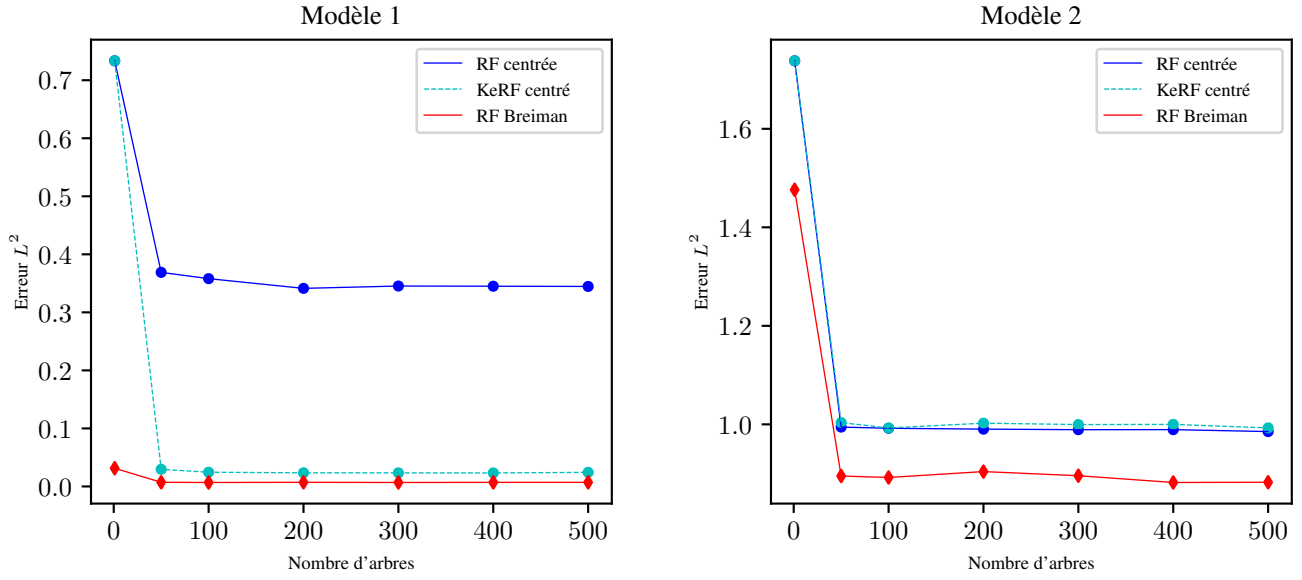 Modèle 1
Erreur L²
0.7
0.6
0.5
0.4
0.3
0.2
0.1
0.0
RF centrée
KeRF centré
RF Breiman
0 100 200 300 400 500
Nombre d'arbres
Modèle 2
Erreur L²
1.6
1.4
1.2
1.0
RF centrée
KeRF centré
RF Breiman
0 100 200 300 400 500
Nombre d'arbres